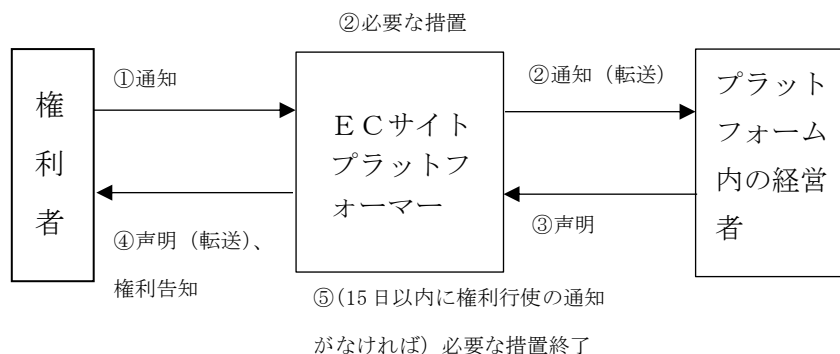 ②必要な措置
権
利
者
①通知
④声明（転送）、
権利告知
ＥＣサイト
プラットフ
ォーマー
②通知（転送）
③声明
プラット
フォーム
内の経営
者
⑤(15日以内に権利行使の通知
がなければ）必要な措置終了